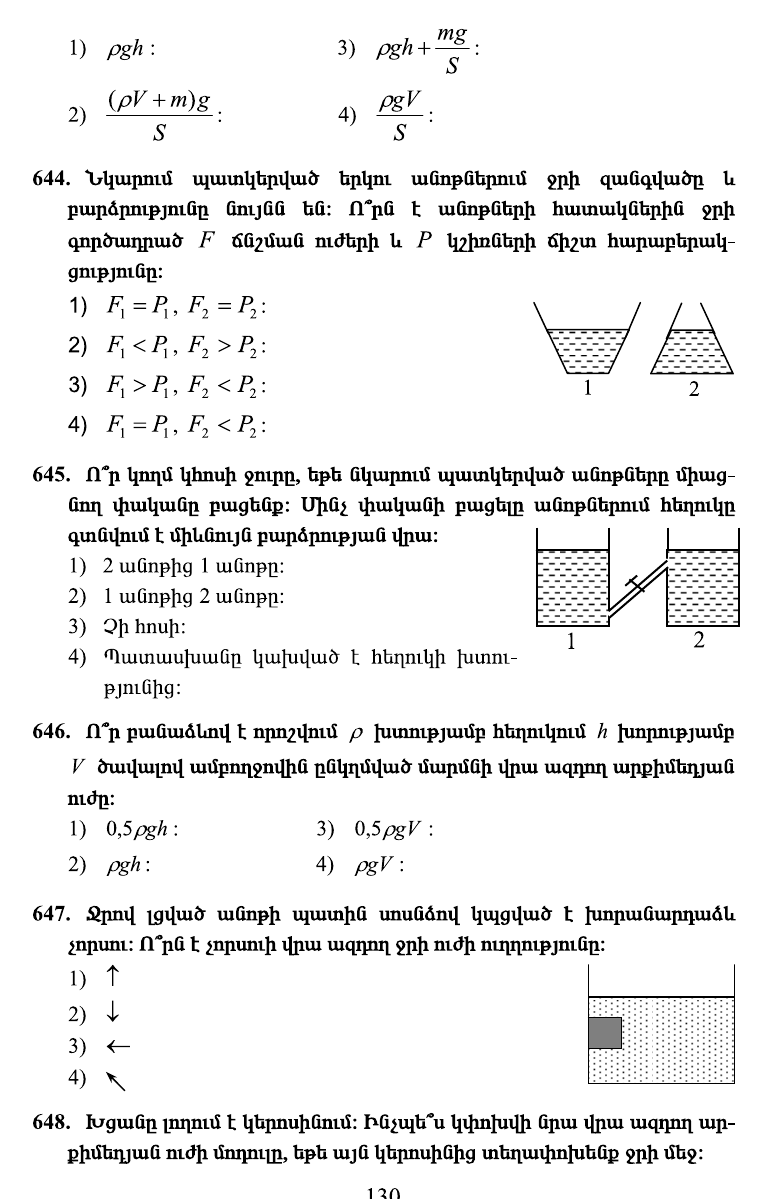 1) ρgh : 3) ρgh + mg/S :
2) (ρV + m)g/S : 4) ρgV/S :
644. Նկարում պատկերված երկու անոթներում ջրի զանգվածը և
բարձրությունը նույնն են: Ո՞րն է անոթների հատակներին ջրի
գործադրած F ճնշման ուժերի և P կշիռների ճիշտ հարաբերակ-
ցությունը:
1) F₁ = P₁, F₂ = P₂:
2) F₁ < P₁, F₂ > P₂:
3) F₁ > P₁, F₂ < P₂:
4) F₁ = P₁, F₂ < P₂:
1 2
645. Ո՞ր կողմ կհոսի ջուրը, եթե նկարում պատկերված անոթները միաց-
նող փականը բացենք: Մինչ փականի բացելը անոթներում հեղուկը
գտնվում է միևնույն բարձրության վրա:
1) 2 անոթից 1 անոթը:
2) 1 անոթից 2 անոթը:
3) Չի հոսի:
4) Պատասխանը կախված է հեղուկի խտու-
թյունից:
1 2
646. Ո՞ր բանաձևով է որոշվում ρ խտությամբ հեղուկում h խորությամբ
V ծավալով ամբողջովին ընկղմված մարմնի վրա ազդող արքիմեդյան
ուժը:
1) 0,5ρgh : 3) 0,5ρgV :
2) ρgh : 4) ρgV :
647. Ջրով լցված անոթի պատին սոսնձով կպցված է խորանարդաձև
չորսու: Ո՞րն է չորսուի վրա ազդող ջրի ուժի ուղղությունը:
1) ↑
2) ↓
3) ←
4) ↖
648. Խցանը լողում է կերոսինում: Ինչպե՞ս կփոխվի նրա վրա ազդող ար-
քիմեդյան ուժի մոդուլը, եթե այն կերոսինից տեղափոխենք ջրի մեջ:
130